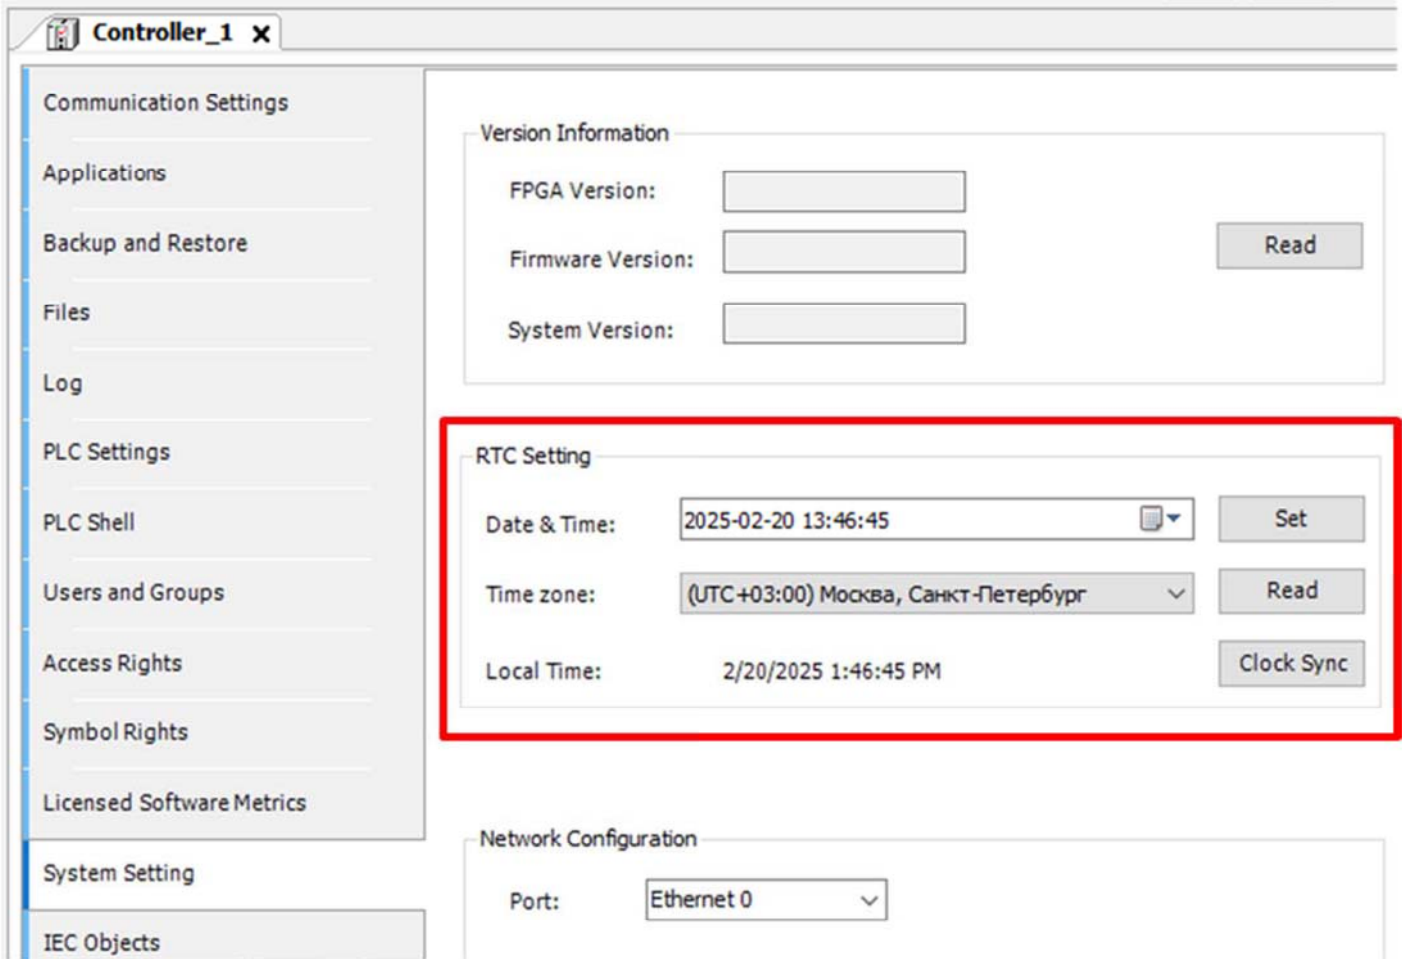 Controller_1
Communication Settings
Applications
Backup and Restore
Files
Log
PLC Settings
PLC Shell
Users and Groups
Access Rights
Symbol Rights
Licensed Software Metrics
System Setting
IEC Objects
Version Information
FPGA Version:
Firmware Version:
Read
System Version:
RTC Setting
Date & Time: 2025-02-20 13:46:45 Set
Time zone: (UTC+03:00) Москва, Санкт-Петербург Read
Local Time: 2/20/2025 1:46:45 PM Clock Sync
Network Configuration
Port: Ethernet 0